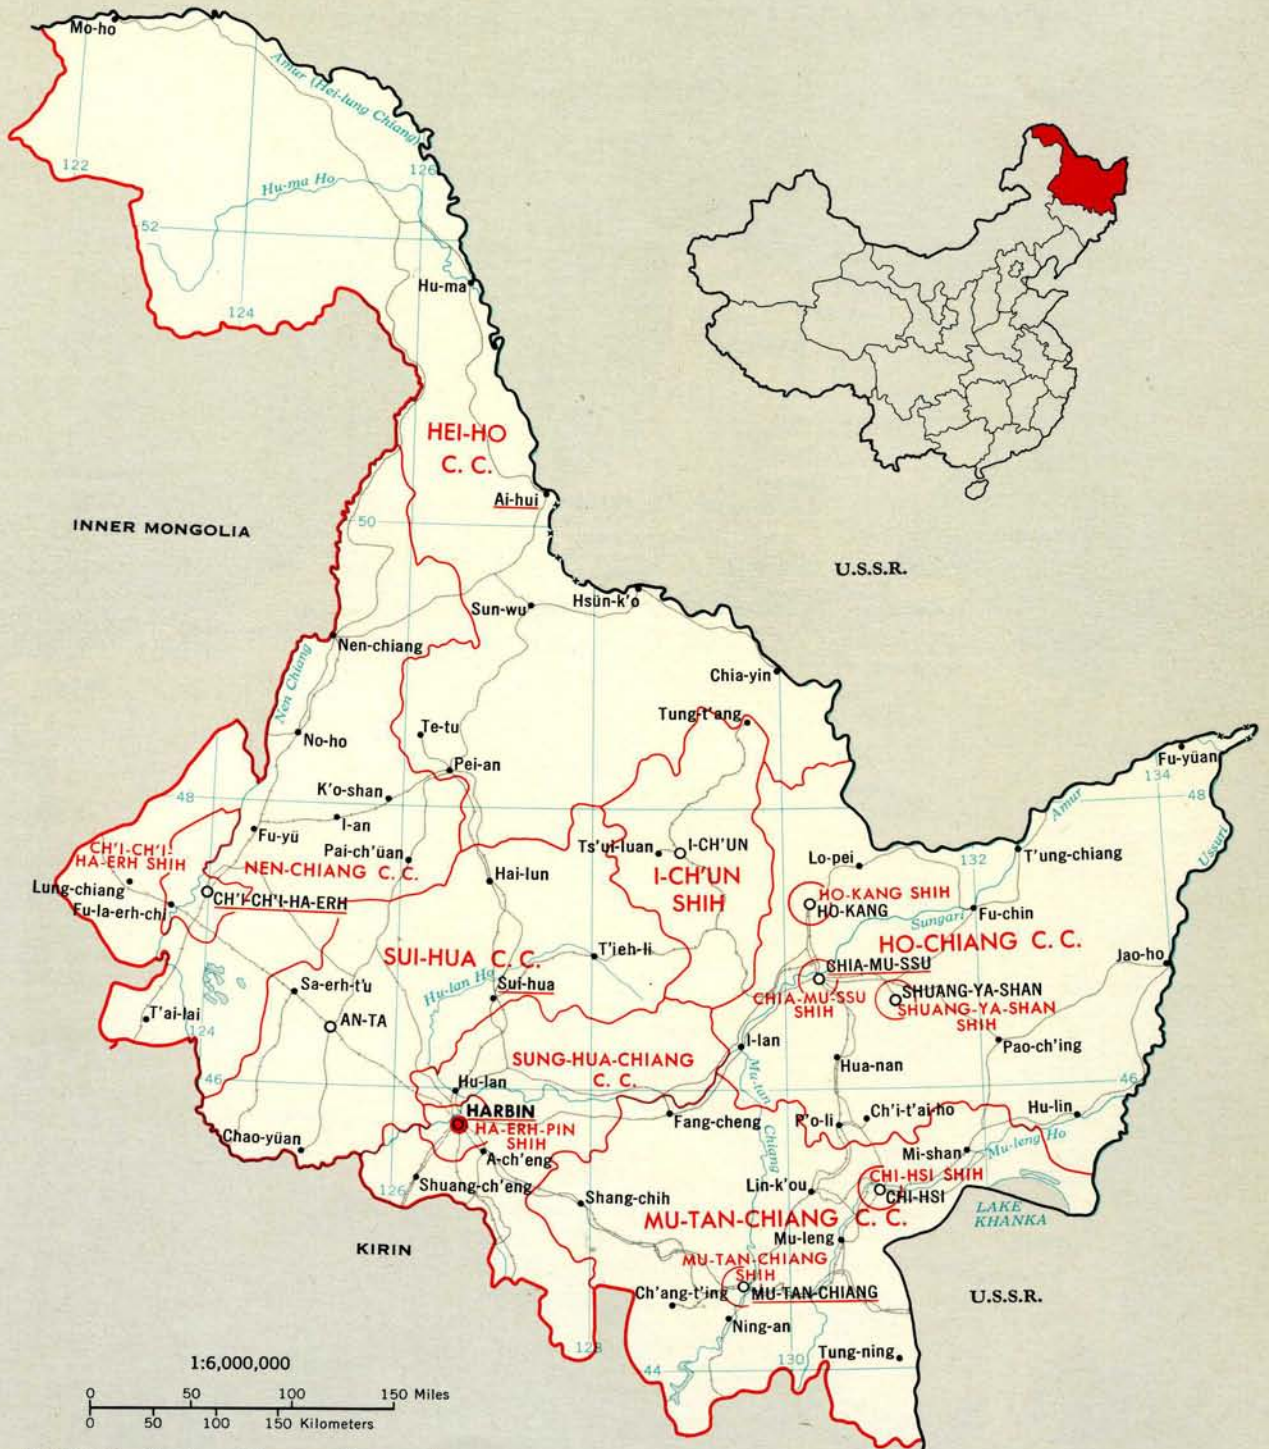 Mo-ho
Amur (Hei-lung Chiang)
122
126
Hu-ma Ho
52
Hu-ma
124
HEI-HO
C. C.
Ai-hui
INNER MONGOLIA
50
U.S.S.R.
Sun-wu
Hsün-k'o
Nen-chiang
Nen Chiang
Chia-yin
Tung-t'ang
Te-tu
No-ho
Pei-an
Fu-yüan
134
K'o-shan
48
48
Amur
I-an
Fu-yü
Ussuri
CH'I-CH'I-
HA-ERH SHIH
Pai-ch'üan
Ts'ui-luan
I-CH'UN
T'ung-chiang
NEN-CHIANG C. C.
Lo-pei
132
I-CH'UN
SHIH
Hai-lun
Lung-chiang
CH'I-CH'I-HA-ERH
HO-KANG SHIH
HO-KANG
Fu-la-erh-chi
Sungari
Fu-chin
HO-CHIANG C. C.
SUI-HUA C. C.
T'ieh-li
Jao-ho
CHIA-MU-SSU
Hu-lan Ho
Sui-hua
Sa-erh-t'u
SHUANG-YA-SHAN
CHIA-MU-SSU
SHIH
SHUANG-YA-SHAN
SHIH
T'ai-lai
AN-TA
124
I-lan
Pao-ch'ing
SUNG-HUA-CHIANG
C. C.
Hua-nan
Mu-tan
Chiang
46
46
Hu-lan
HARBIN
HA-ERH-PIN
SHIH
Fang-cheng
P'o-li
Ch'i-t'ai-ho
Hu-lin
Chao-yüan
Mu-leng Ho
Mi-shan
A-ch'eng
126
Shuang-ch'eng
CHI-HSI SHIH
CHI-HSI
Lin-k'ou
Shang-chih
LAKE
KHANKA
MU-TAN-CHIANG C. C.
Mu-leng
KIRIN
MU-TAN-CHIANG
SHIH
Ch'ang-t'ing
MU-TAN-CHIANG
U.S.S.R.
Ning-an
128
Tung-ning
130
44
1:6,000,000
0 50 100 150 Miles
0 50 100 150 Kilometers